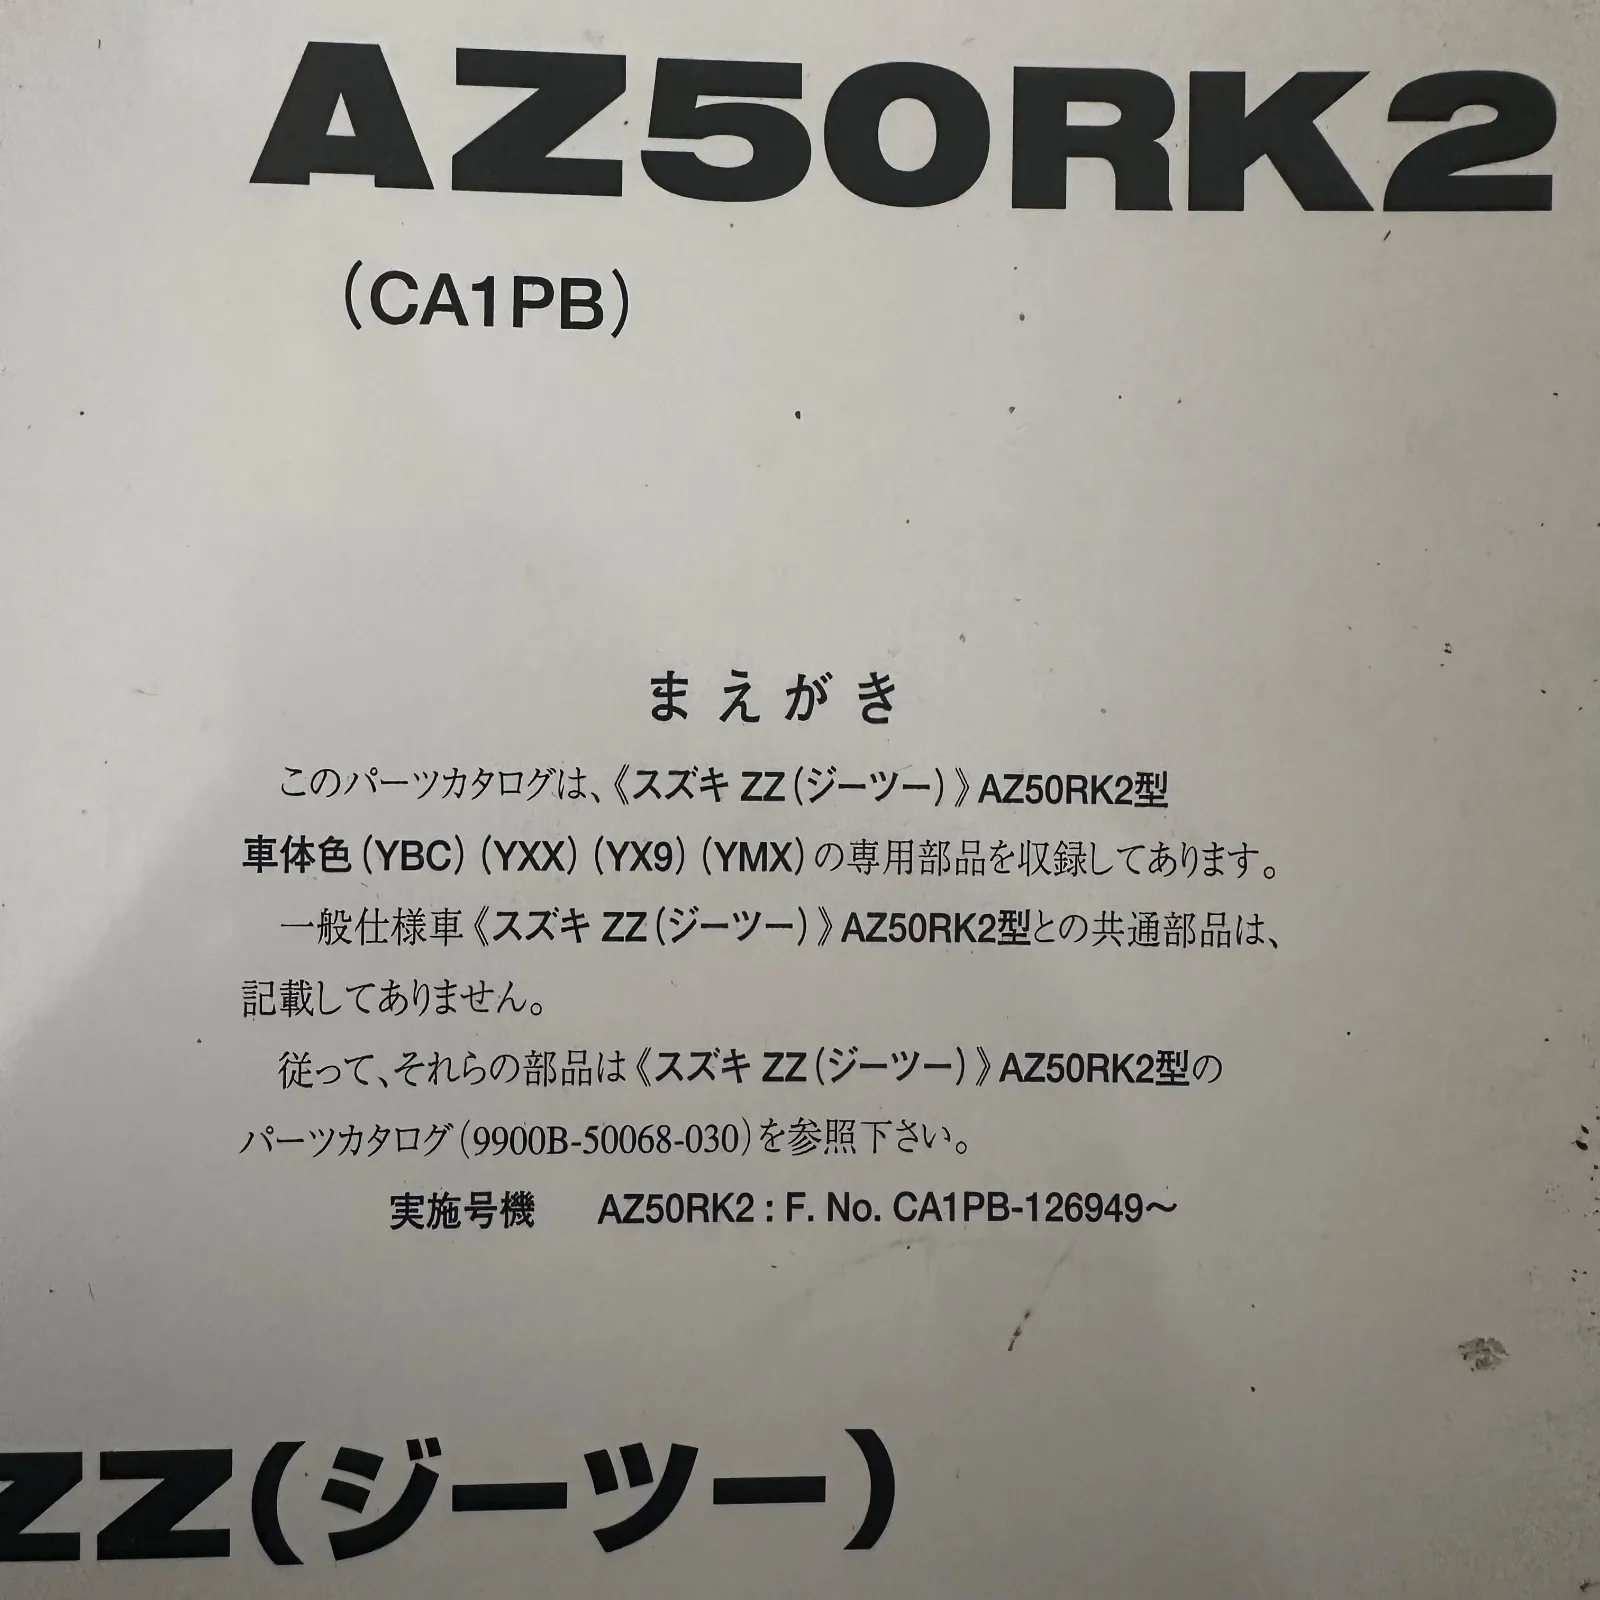 AZ50RK2
(CA1PB)
まえがき
このパーツカタログは、《スズキ ZZ(ジーツー)》AZ50RK2型
車体色(YBC)(YXX)(YX9)(YMX)の専用部品を収録してあります。
一般仕様車《スズキ ZZ(ジーツー)》AZ50RK2型との共通部品は、
記載してありません。
従って、それらの部品は《スズキ ZZ(ジーツー)》AZ50RK2型の
パーツカタログ(9900B-50068-030)を参照下さい。
実施号機 AZ50RK2 : F. No. CA1PB-126949〜
ZZ(ジーツー)